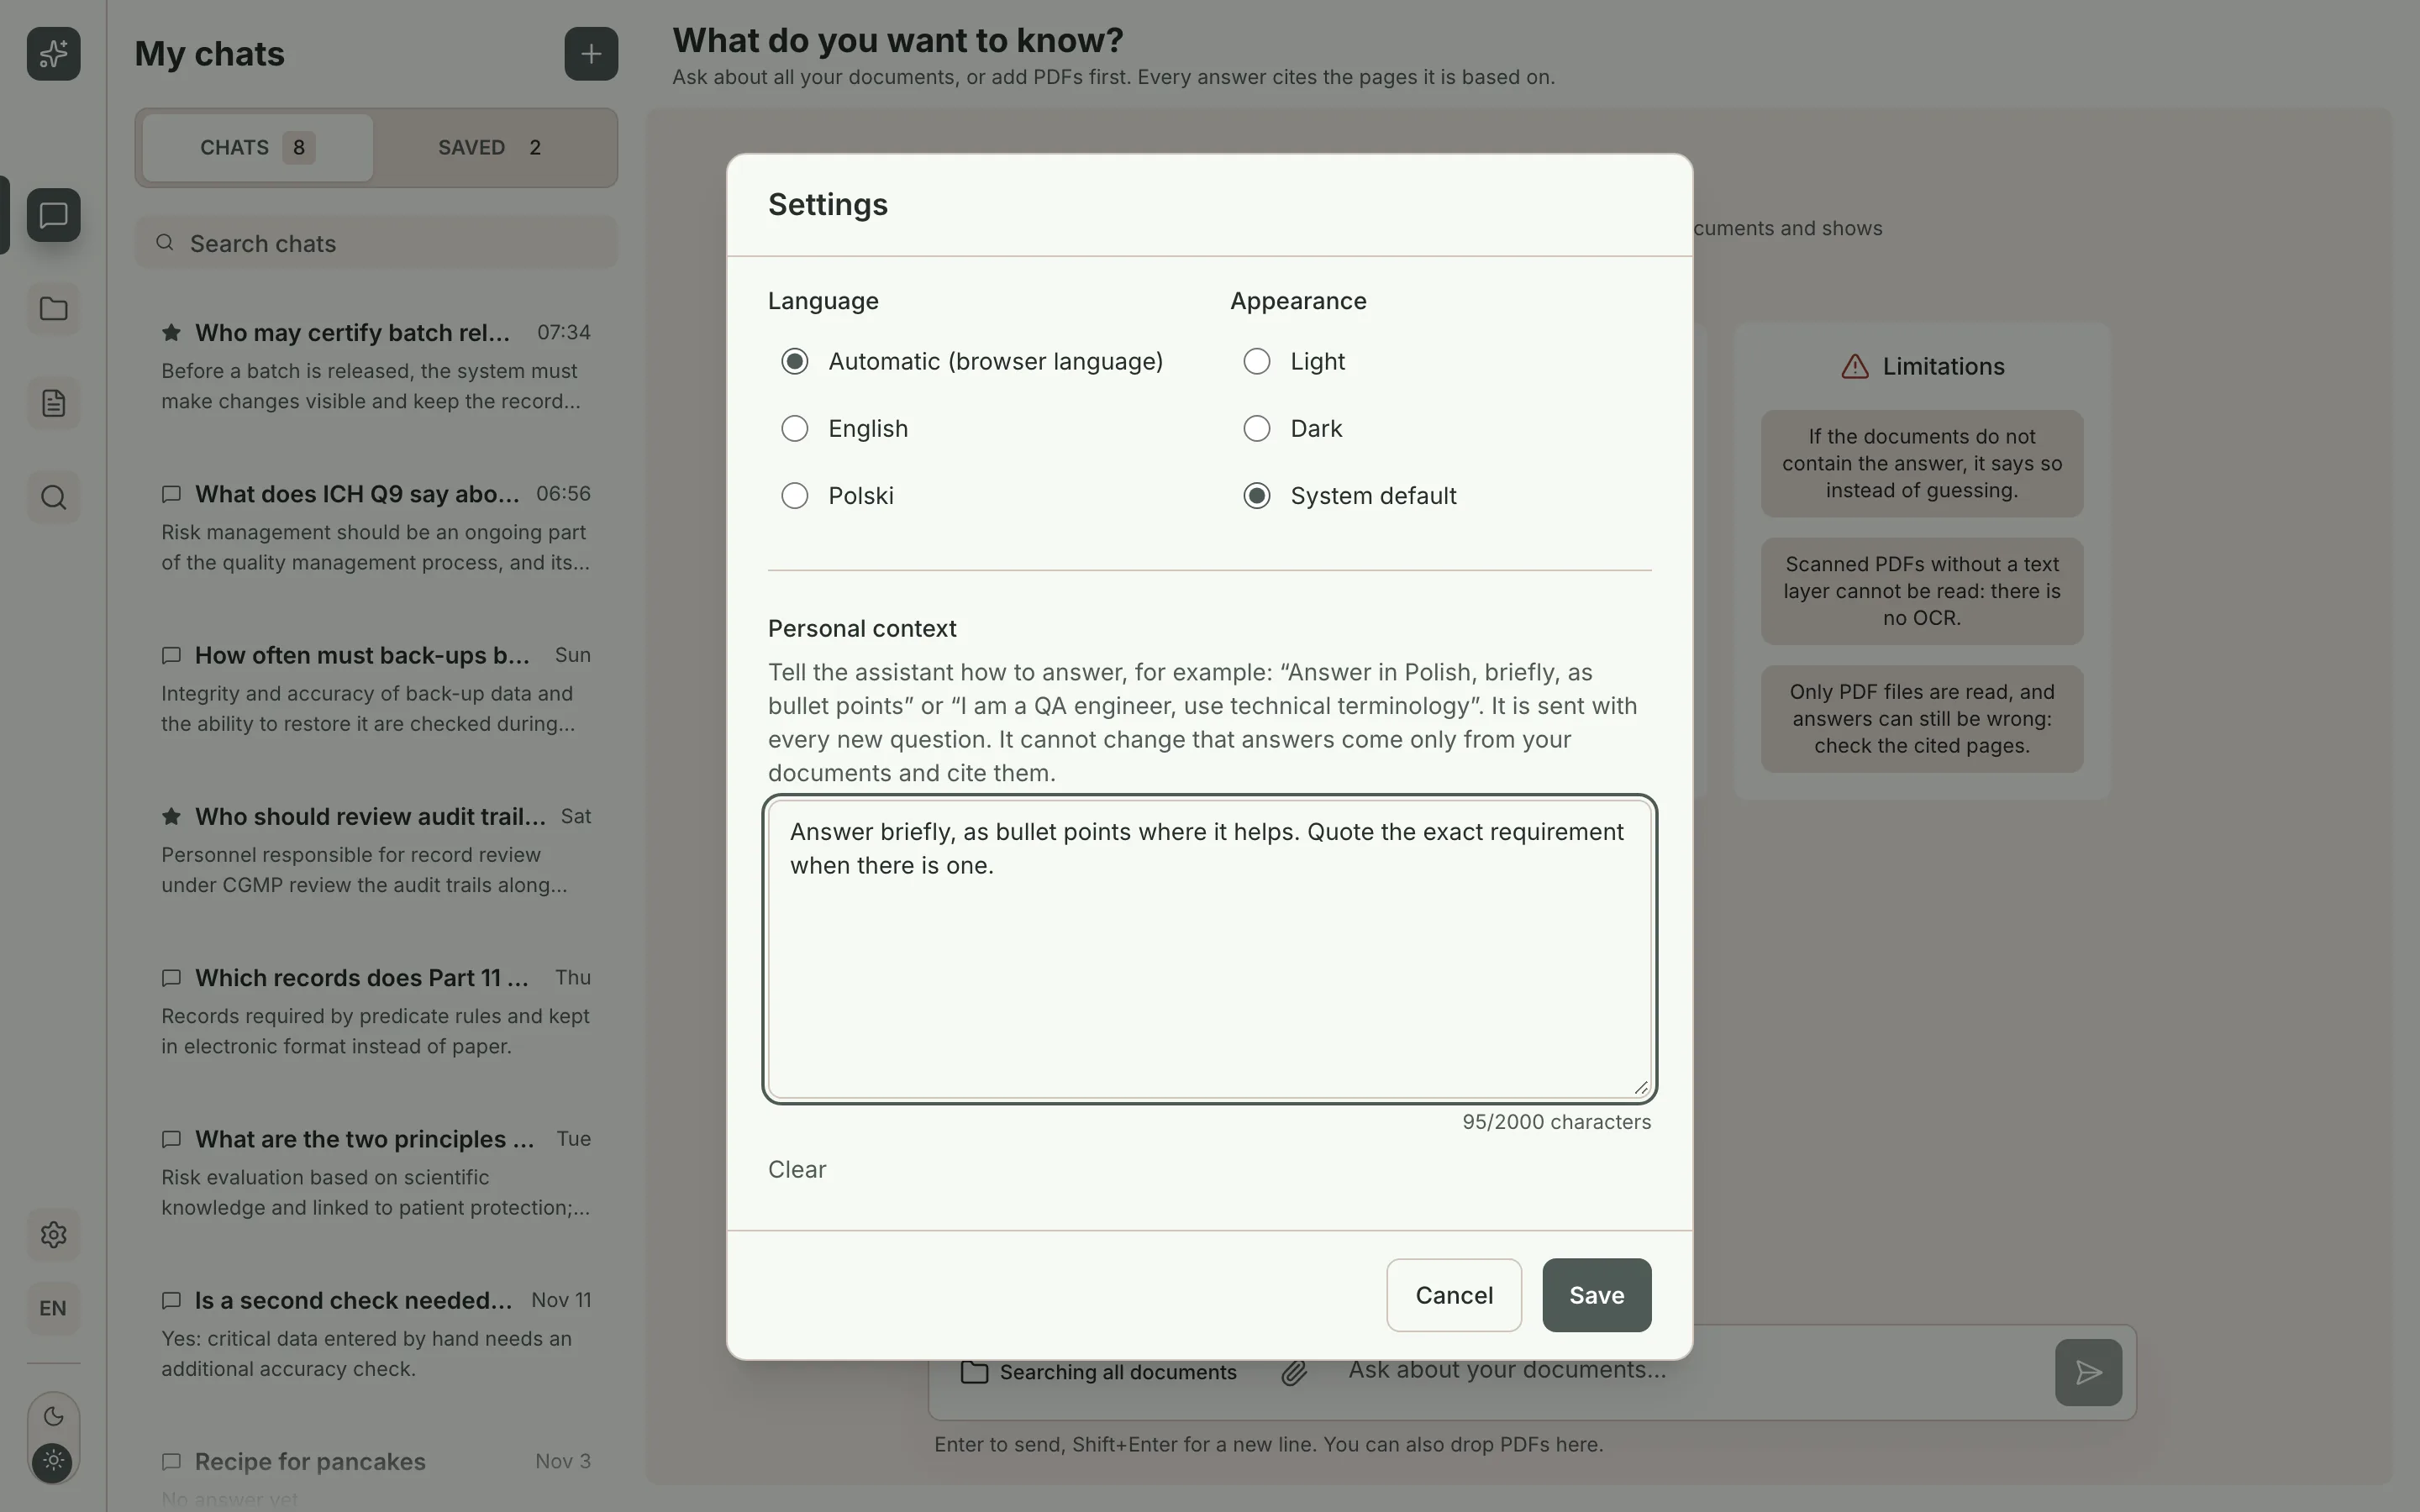 My chats
CHATS 8
SAVED 2
Search chats
Who may certify batch rel... 07:34
Before a batch is released, the system must
make changes visible and keep the record...
What does ICH Q9 say abo... 06:56
Risk management should be an ongoing part
of the quality management process, and its...
How often must back-ups b... Sun
Integrity and accuracy of back-up data and
the ability to restore it are checked during...
Who should review audit trail... Sat
Personnel responsible for record review
under CGMP review the audit trails along...
Which records does Part 11 ... Thu
Records required by predicate rules and kept
in electronic format instead of paper.
What are the two principles ... Tue
Risk evaluation based on scientific
knowledge and linked to patient protection;...
Is a second check needed... Nov 11
Yes: critical data entered by hand needs an
additional accuracy check.
Recipe for pancakes Nov 3
No answer yet
EN
What do you want to know?
Ask about all your documents, or add PDFs first. Every answer cites the pages it is based on.
cuments and shows
Settings
Language
Automatic (browser language)
English
Polski
Appearance
Light
Dark
System default
Personal context
Tell the assistant how to answer, for example: “Answer in Polish, briefly, as
bullet points” or “I am a QA engineer, use technical terminology”. It is sent with
every new question. It cannot change that answers come only from your
documents and cite them.
Answer briefly, as bullet points where it helps. Quote the exact requirement
when there is one.
95/2000 characters
Clear
Cancel
Save
Limitations
If the documents do not
contain the answer, it says so
instead of guessing.
Scanned PDFs without a text
layer cannot be read: there is
no OCR.
Only PDF files are read, and
answers can still be wrong:
check the cited pages.
Searching all documents
Ask about your documents...
Enter to send, Shift+Enter for a new line. You can also drop PDFs here.